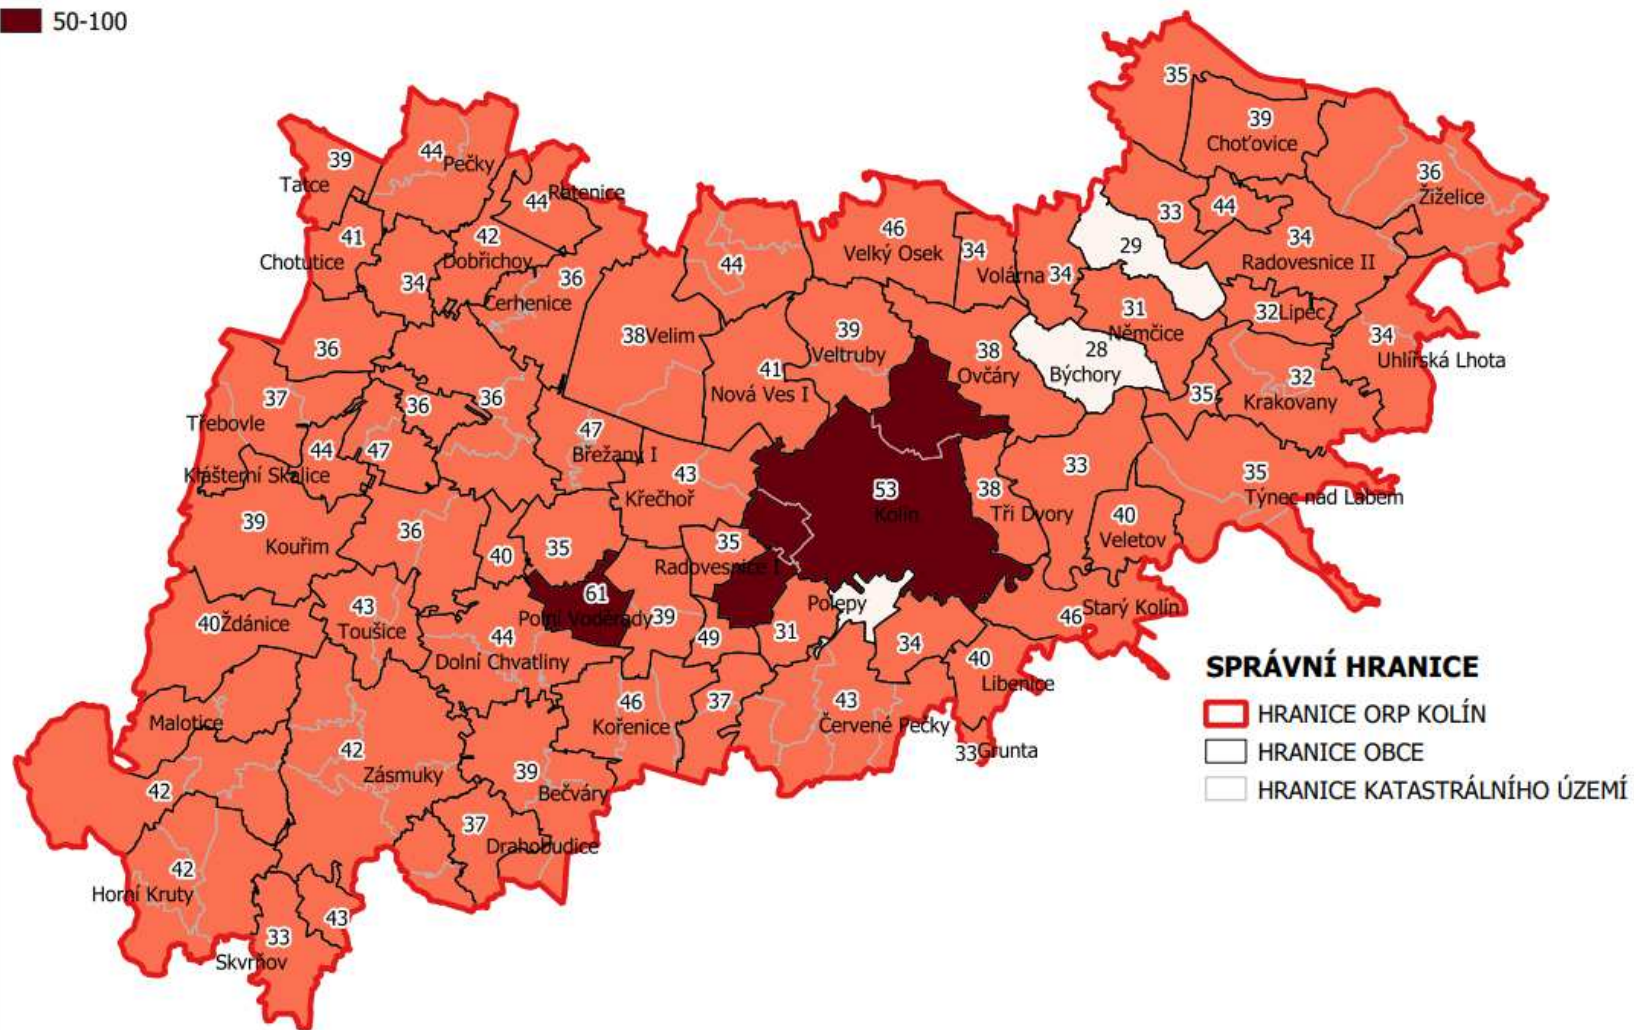 50-100
35
39
Choťovice
39
Tatce
44
Pečky
36
Žiželice
44
Ratenice
33
44
41
Chotutice
42
Dobřichov
46
Velký Osek
34
Volárna
34
29
34
Radovesnice II
44
34
36
Cerhenice
31
Němčice
32
Lipec
34
Uhlířská Lhota
36
38
Velim
39
Veltruby
38
Ovčáry
28
Býchory
41
Nová Ves I
32
Krakovany
35
37
Třebovle
36
36
44
47
Klášterní Skalice
47
Břežany I
43
Křečhoř
53
Kolín
38
Tři Dvory
33
35
Týnec nad Labem
40
Veletov
39
Kouřim
36
40
35
35
Radovesnice I
61
Polní Voděrady
39
49
31
Polepy
34
46
Starý Kolín
40
Ždánice
43
Toušice
44
Dolní Chvatliny
40
Libenice
Malotice
46
Kořenice
37
43
Červené Pečky
33
Grunta
42
42
Zásmuky
39
Bečváry
37
Drahobudice
42
Horní Kruty
43
33
Skvrňov
SPRÁVNÍ HRANICE
HRANICE ORP KOLÍN
HRANICE OBCE
HRANICE KATASTRÁLNÍHO ÚZEMÍ